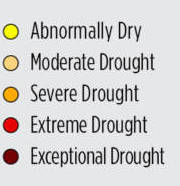 Abnormally Dry
Moderate Drought
Severe Drought
Extreme Drought
Exceptional Drought